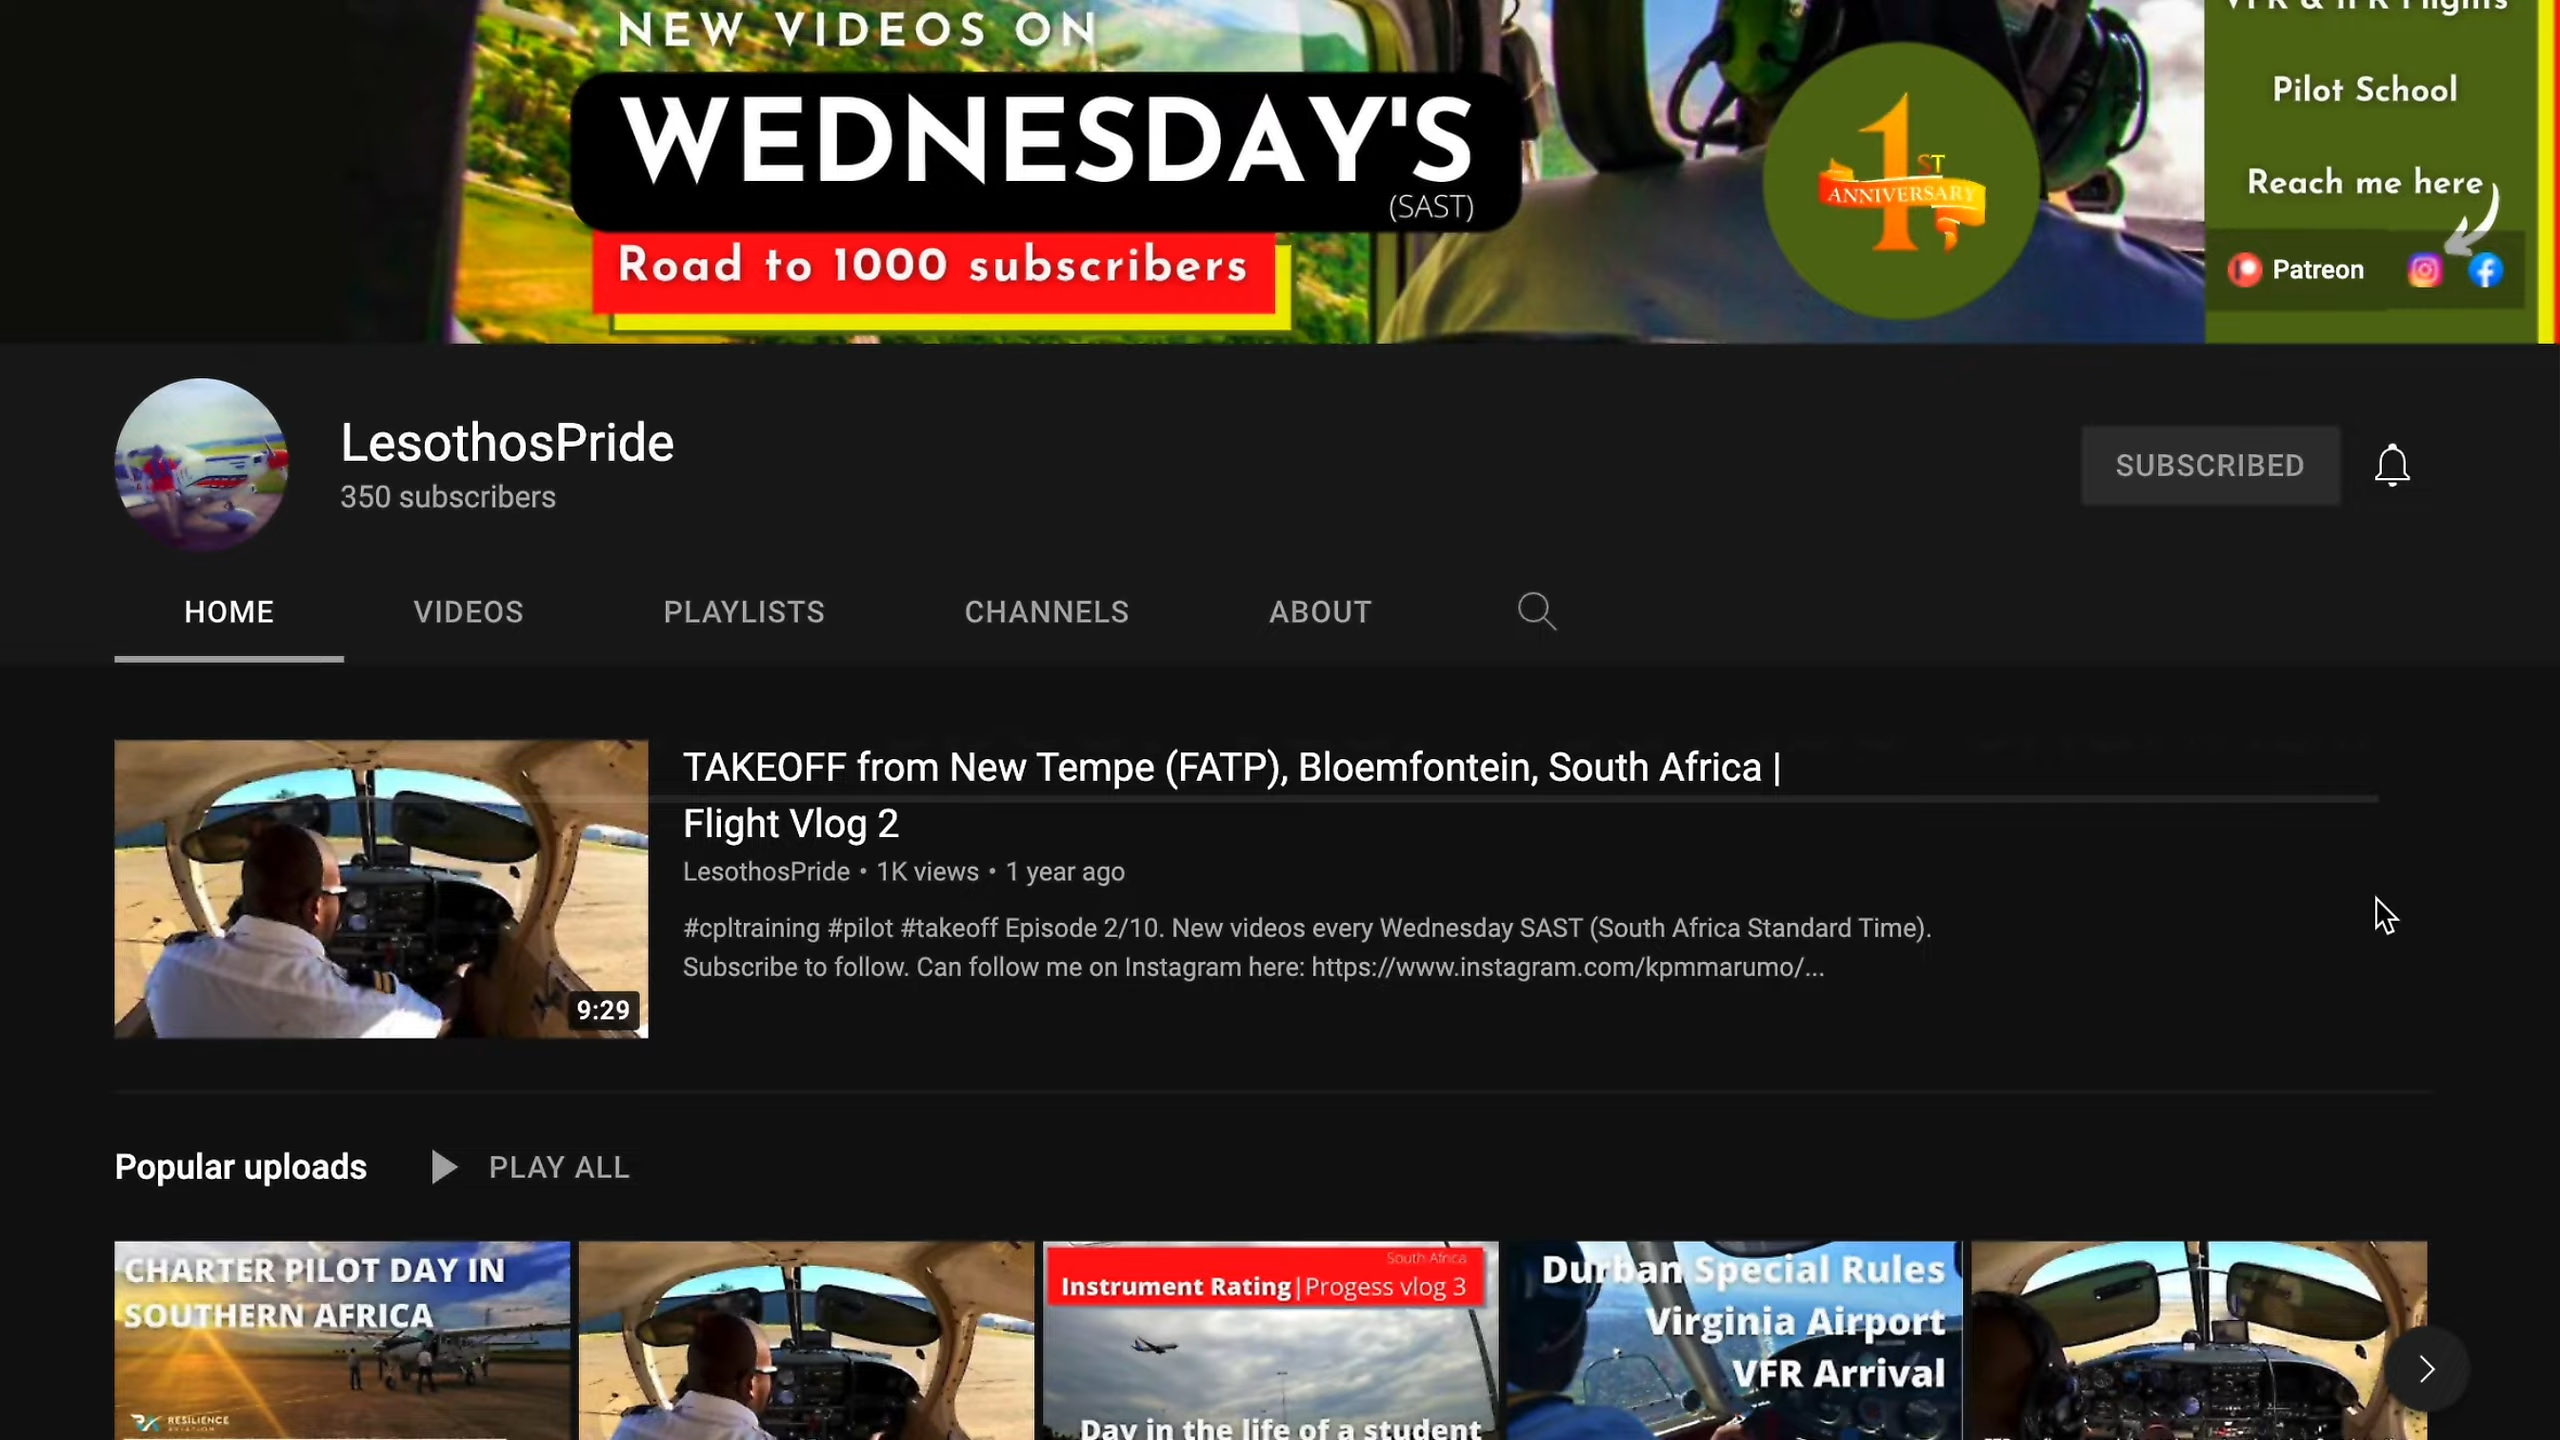 NEW VIDEOS ON
WEDNESDAY'S
(SAST)
Road to 1000 subscribers
1ST
ANNIVERSARY
VFR & IFR Flights
Pilot School
Reach me here
Patreon
LesothosPride
350 subscribers
SUBSCRIBED
HOME VIDEOS PLAYLISTS CHANNELS ABOUT
TAKEOFF from New Tempe (FATP), Bloemfontein, South Africa |
Flight Vlog 2
LesothosPride • 1K views • 1 year ago
#cpltraining #pilot #takeoff Episode 2/10. New videos every Wednesday SAST (South Africa Standard Time).
Subscribe to follow. Can follow me on Instagram here: https://www.instagram.com/kpmmarumo/...
9:29
Popular uploads PLAY ALL
CHARTER PILOT DAY IN
SOUTHERN AFRICA
RESILIENCE
AVIATION
South Africa
Instrument Rating|Progess vlog 3
Day in the life of a student
Durban Special Rules
Virginia Airport
VFR Arrival